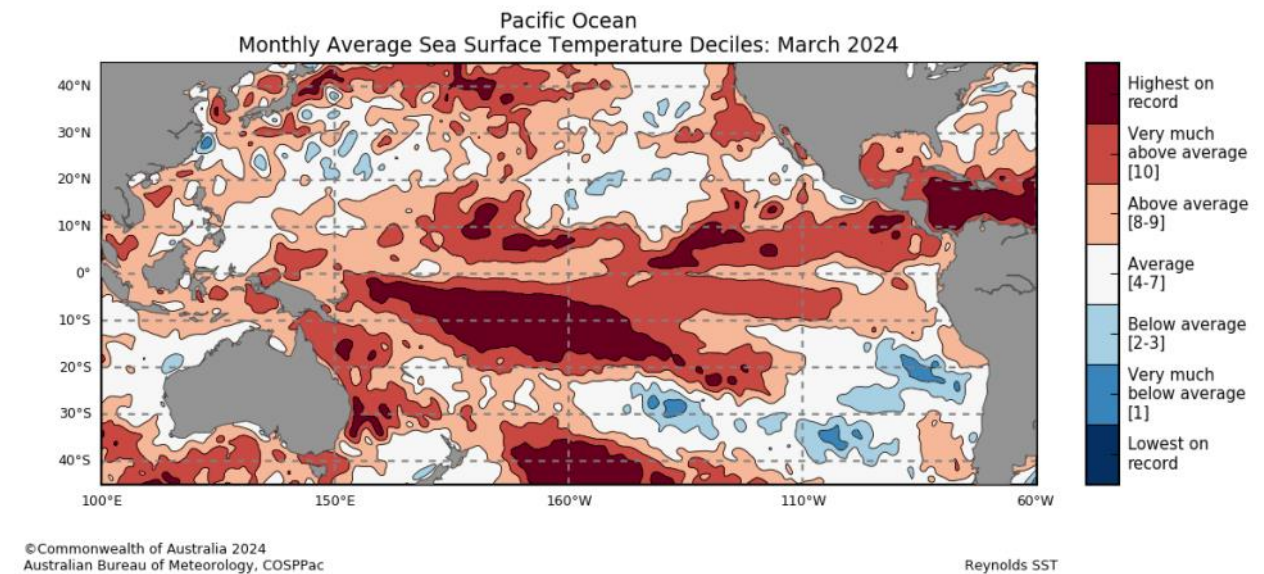 Pacific Ocean
Monthly Average Sea Surface Temperature Deciles: March 2024
40°N
30°N
20°N
10°N
0°
10°S
20°S
30°S
40°S
100°E
150°E
160°W
110°W
60°W
Highest on
record
Very much
above average
[10]
Above average
[8-9]
Average
[4-7]
Below average
[2-3]
Very much
below average
[1]
Lowest on
record
©Commonwealth of Australia 2024
Australian Bureau of Meteorology, COSPPac
Reynolds SST